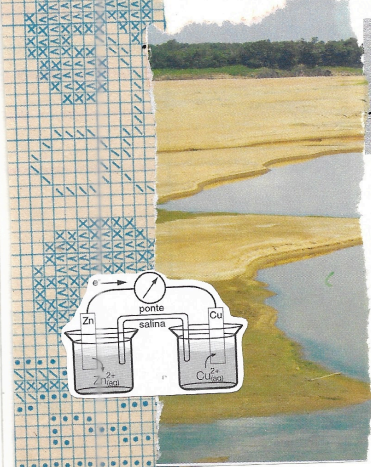 e⁻
Zn
ponte
salina
Cu
Zn²⁺(aq)
Cu²⁺(aq)